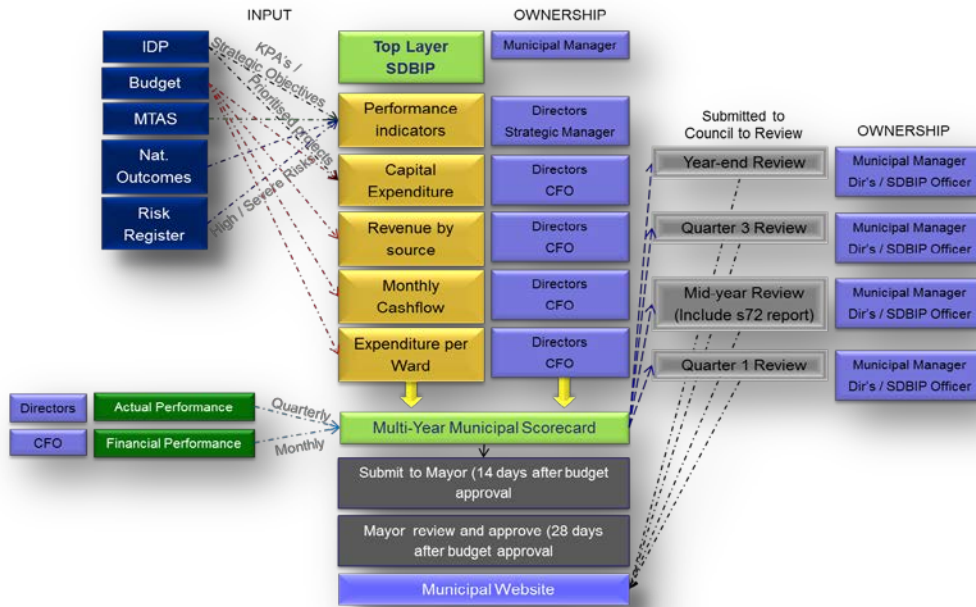 INPUT
OWNERSHIP
IDP
Budget
MTAS
Nat.
Outcomes
Risk
Register
KPA's /
Strategic Objectives
Prioritised projects
High / Severe Risks
Top Layer
SDBIP
Municipal Manager
Performance
indicators
Directors
Strategic Manager
Capital
Expenditure
Directors
CFO
Revenue by
source
Directors
CFO
Monthly
Cashflow
Directors
CFO
Expenditure per
Ward
Directors
CFO
Submitted to
Council to Review
OWNERSHIP
Year-end Review
Municipal Manager
Dir's / SDBIP Officer
Quarter 3 Review
Municipal Manager
Dir's / SDBIP Officer
Mid-year Review
(Include s72 report)
Municipal Manager
Dir's / SDBIP Officer
Quarter 1 Review
Municipal Manager
Dir's / SDBIP Officer
Directors
Actual Performance
Quarterly
CFO
Financial Performance
Monthly
Multi-Year Municipal Scorecard
Submit to Mayor (14 days after budget
approval
Mayor review and approve (28 days
after budget approval
Municipal Website